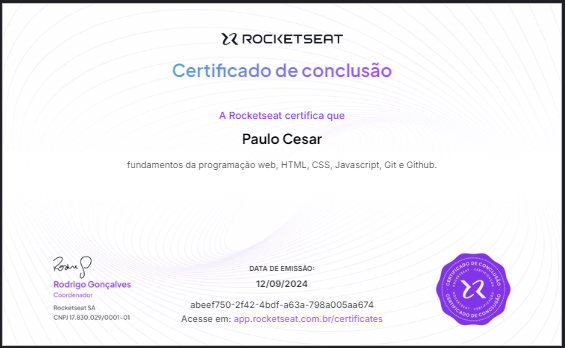 ROCKETSEAT
Certificado de conclusão
A Rocketseat certifica que
Paulo Cesar
fundamentos da programação web, HTML, CSS, Javascript, Git e Github.
Rodrigo Gonçalves
Coordenador
Rocketseat SA
CNPJ 17.830.029/0001-01
DATA DE EMISSÃO:
12/09/2024
abeef750-2f42-4bdf-a63a-798a005aa674
Acesse em: app.rocketseat.com.br/certificates
CERTIFICADO DE CONCLUSÃO
CERTIFICADO DE CONCLUSÃO